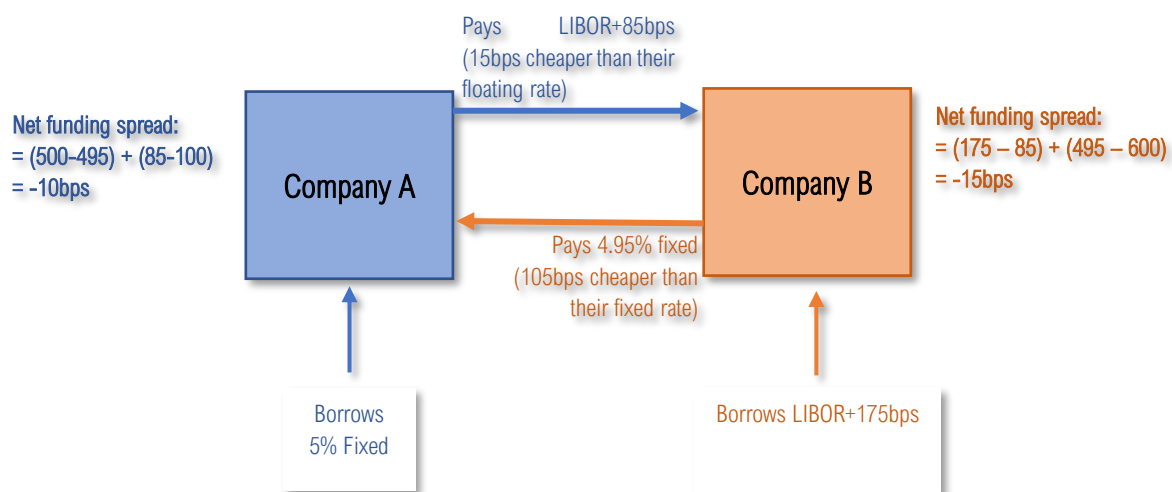 Pays LIBOR+85bps
(15bps cheaper than their
floating rate)
Net funding spread:
= (500-495) + (85-100)
= -10bps
Company A
Company B
Net funding spread:
= (175 – 85) + (495 – 600)
= -15bps
Pays 4.95% fixed
(105bps cheaper than
their fixed rate)
Borrows
5% Fixed
Borrows LIBOR+175bps